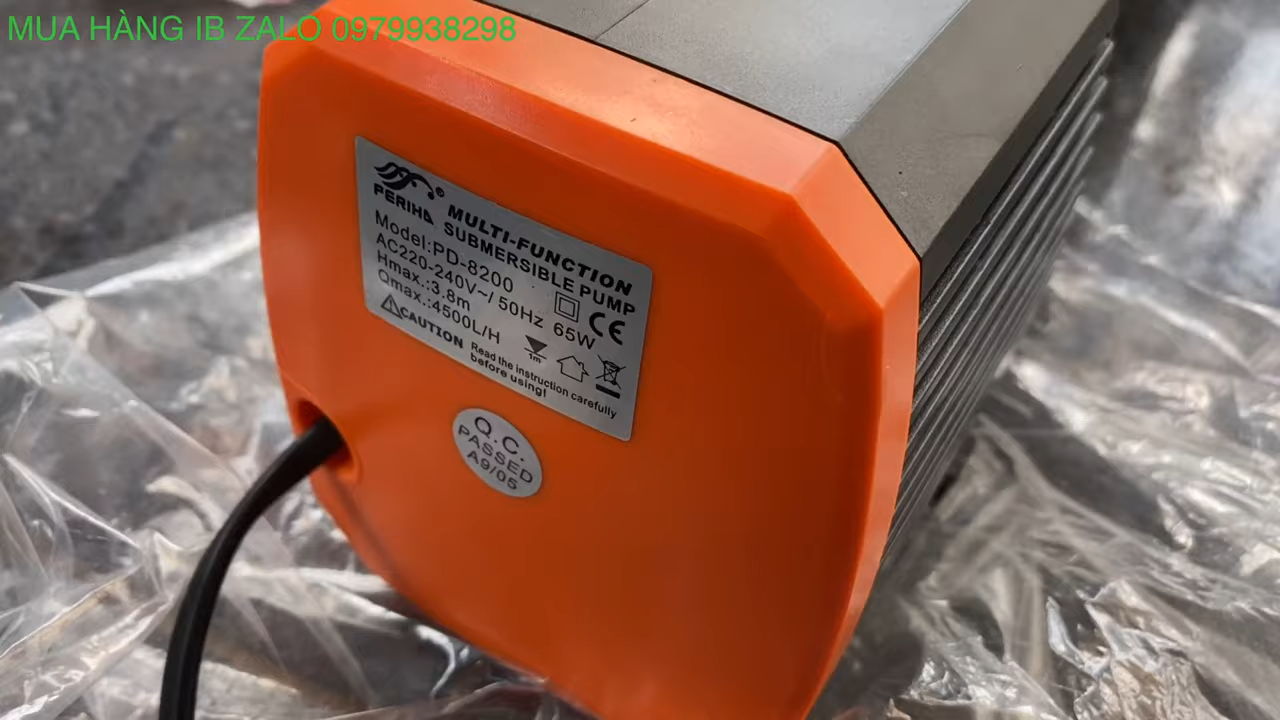 MUA HÀNG IB ZALO 0979938298
PERIHA
MULTI-FUNCTION
SUBMERSIBLE PUMP
Model:PD-8200
AC220-240V~/ 50Hz 65W
Hmax.:3.8m
Qmax.:4500L/H
CE
1m
CAUTION Read the instruction carefully
before using!
Q.C.
PASSED
A9/05